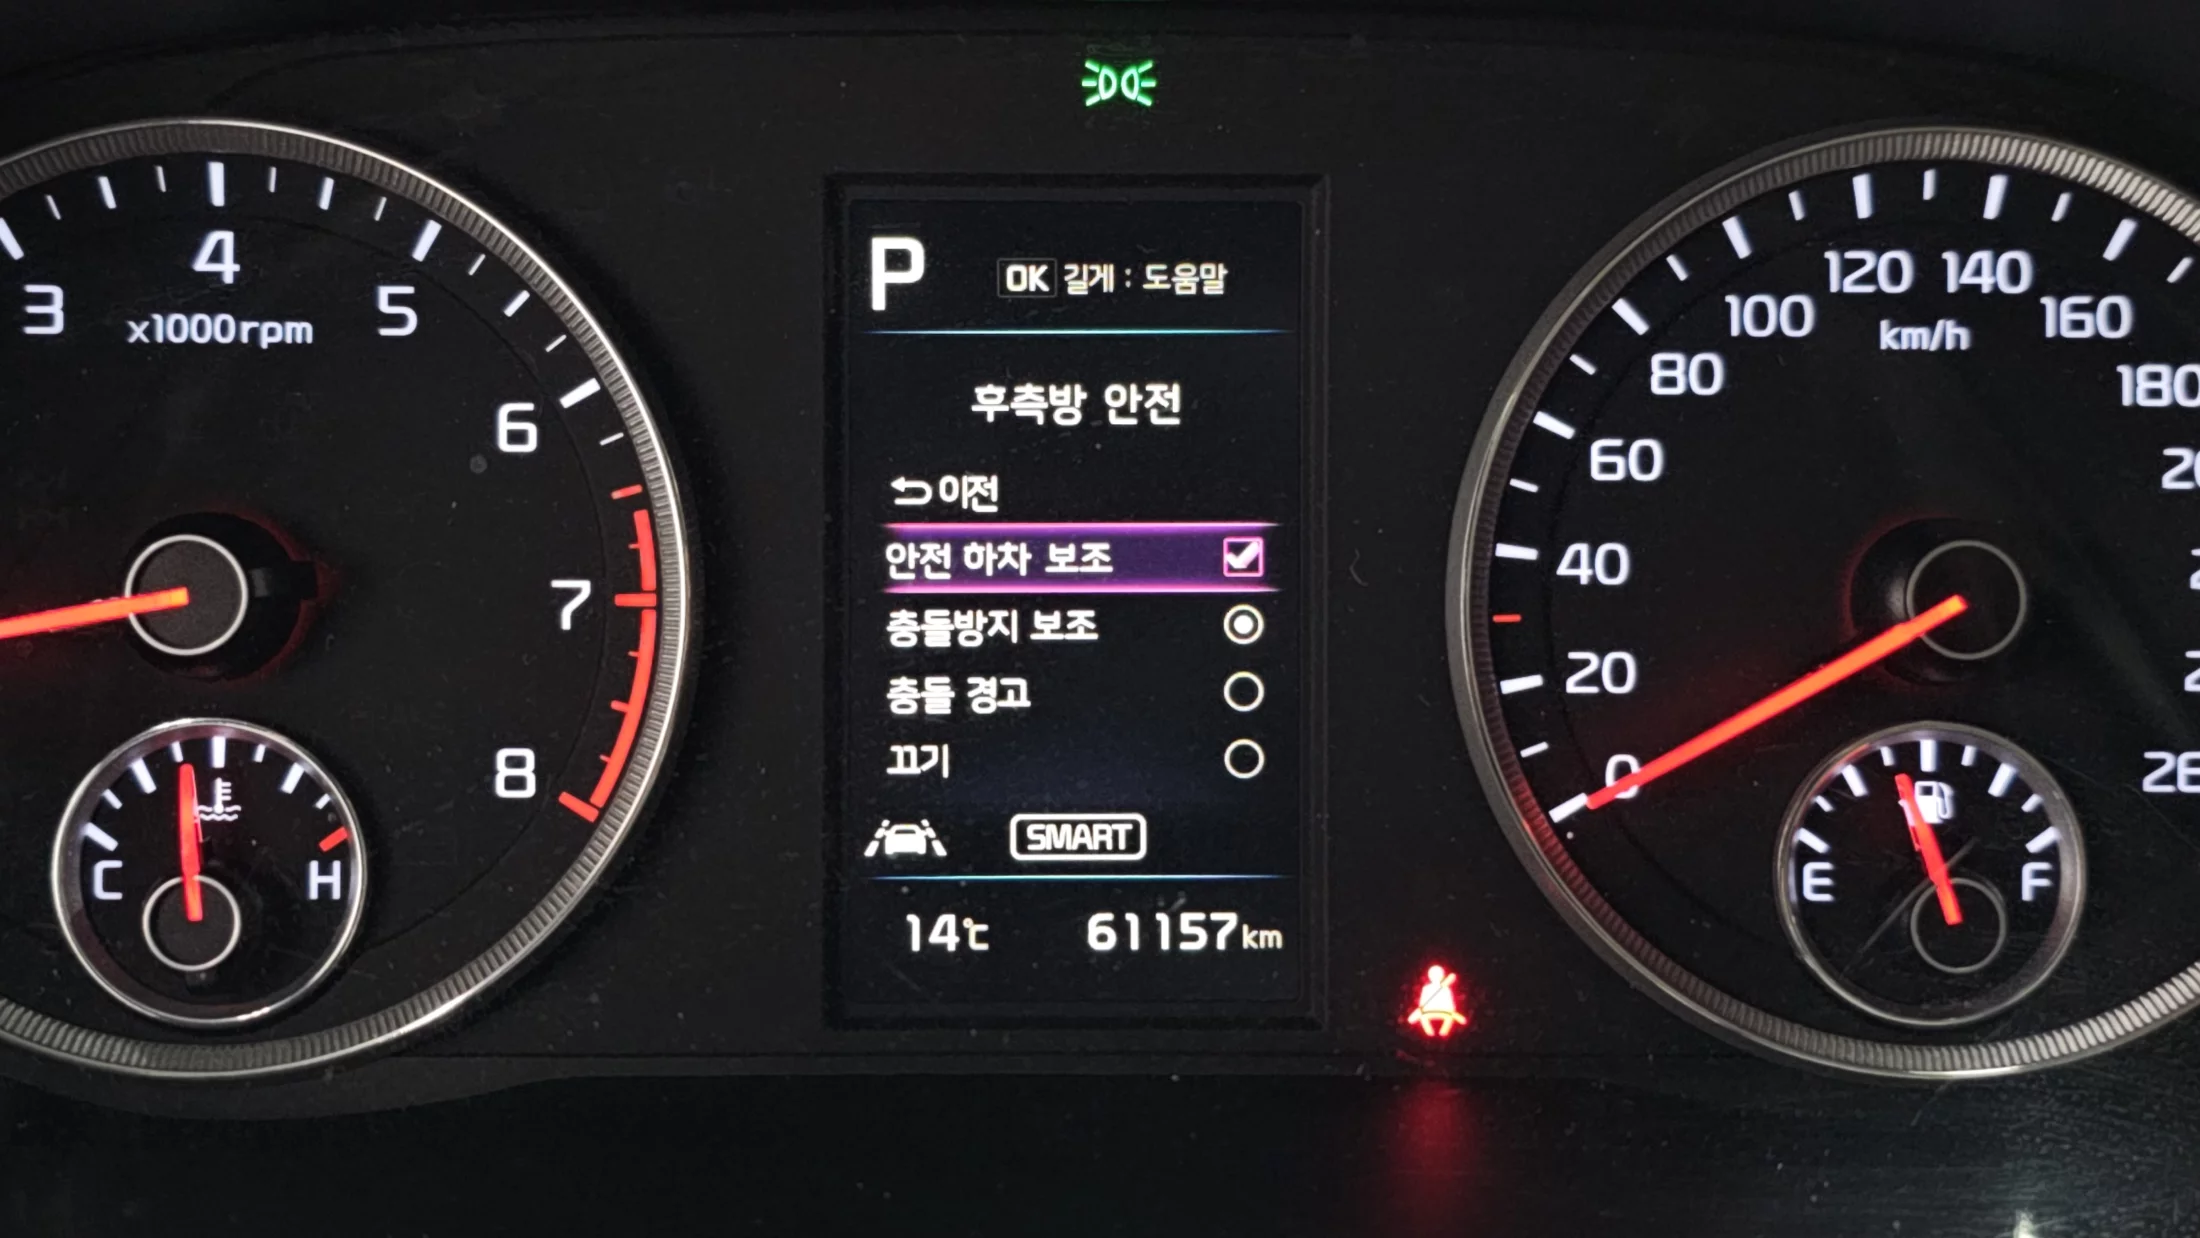 3
4
5
x1000rpm
6
7
8
C
H
P
OK 길게 : 도움말
후측방 안전
이전
안전 하차 보조
충돌방지 보조
충돌 경고
끄기
SMART
14℃ 61157km
0
20
40
60
80
100
120
140
160
180
km/h
E
F